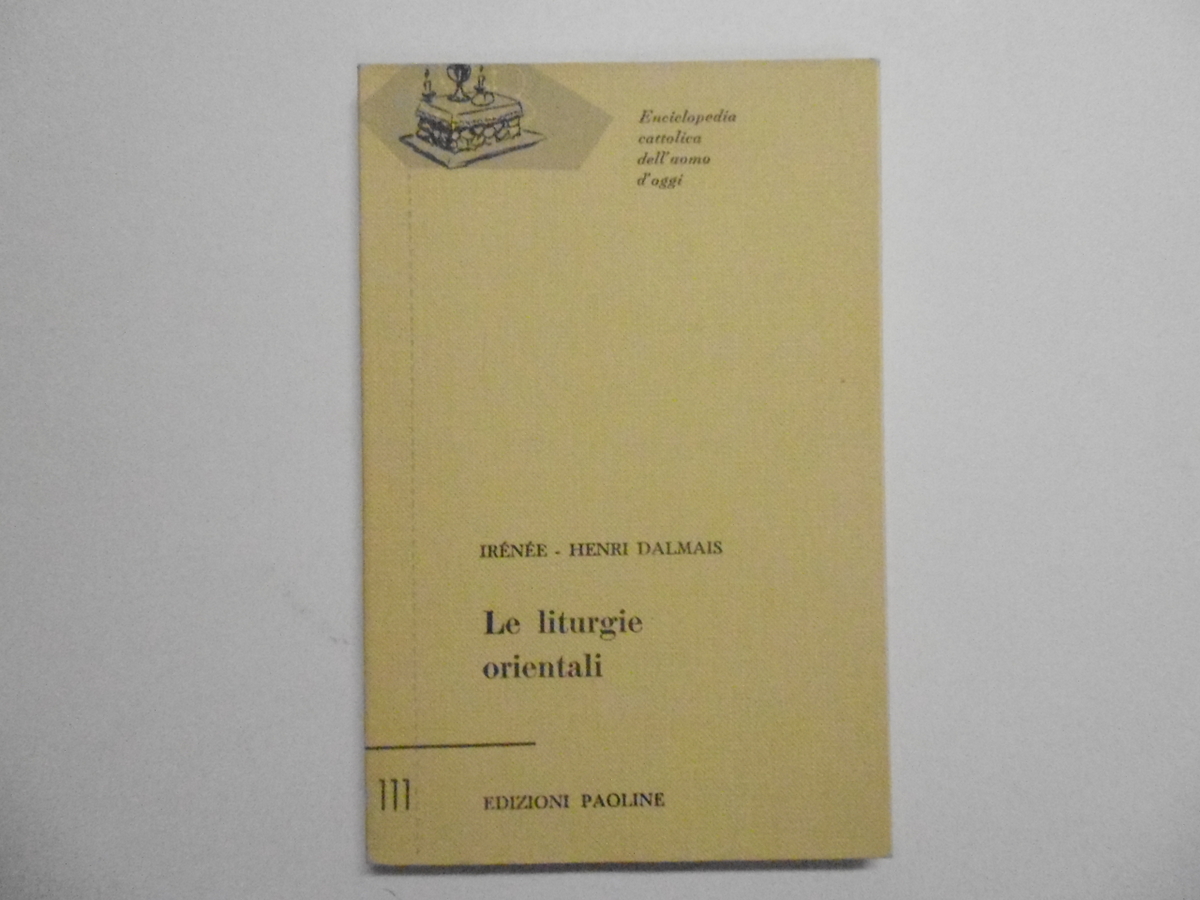 Enciclopedia
cattolica
dell'uomo
d'oggi
IRÉNÉE - HENRI DALMAIS
Le liturgie
orientali
111
EDIZIONI PAOLINE